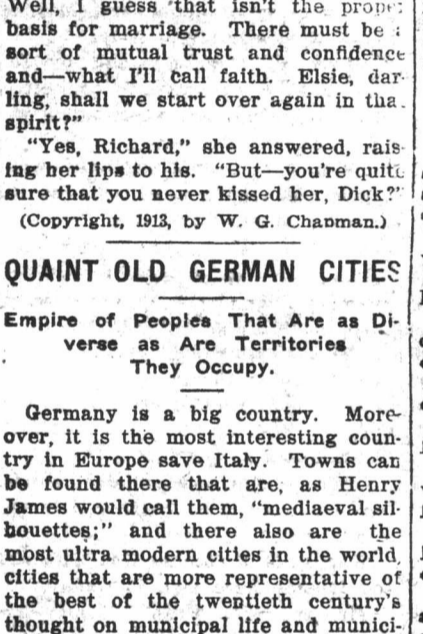 Well, I guess that isn't the proper
basis for marriage. There must be a
sort of mutual trust and confidence
and—what I'll call faith. Elsie, dar-
ling, shall we start over again in that
spirit?"
"Yes, Richard," she answered, rais-
ing her lips to his. "But—you're quite
sure that you never kissed her, Dick?"
(Copyright, 1913, by W. G. Chapman.)
QUAINT OLD GERMAN CITIES
Empire of Peoples That Are as Di-
verse as Are Territories
They Occupy.
Germany is a big country. More-
over, it is the most interesting coun-
try in Europe save Italy. Towns can
be found there that are, as Henry
James would call them, "mediaeval sil-
houettes;" and there also are the
most ultra modern cities in the world,
cities that are more representative of
the best of the twentieth century's
thought on municipal life and munici-